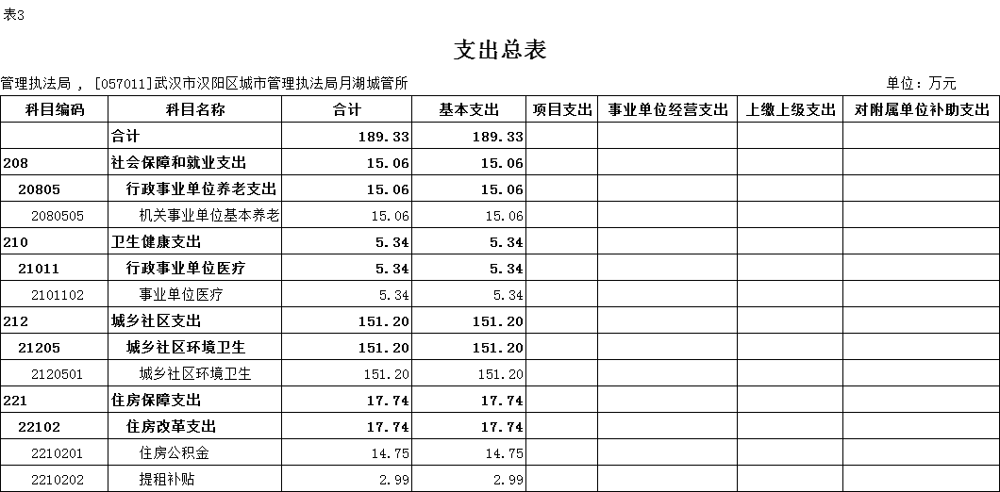 表3
支出总表
管理执法局 , [057011]武汉市汉阳区城市管理执法局月湖城管所 单位：万元
科目编码 科目名称 合计 基本支出 项目支出 事业单位经营支出 上缴上级支出 对附属单位补助支出
合计 189.33 189.33
208 社会保障和就业支出 15.06 15.06
20805 行政事业单位养老支出 15.06 15.06
2080505 机关事业单位基本养老 15.06 15.06
210 卫生健康支出 5.34 5.34
21011 行政事业单位医疗 5.34 5.34
2101102 事业单位医疗 5.34 5.34
212 城乡社区支出 151.20 151.20
21205 城乡社区环境卫生 151.20 151.20
2120501 城乡社区环境卫生 151.20 151.20
221 住房保障支出 17.74 17.74
22102 住房改革支出 17.74 17.74
2210201 住房公积金 14.75 14.75
2210202 提租补贴 2.99 2.99